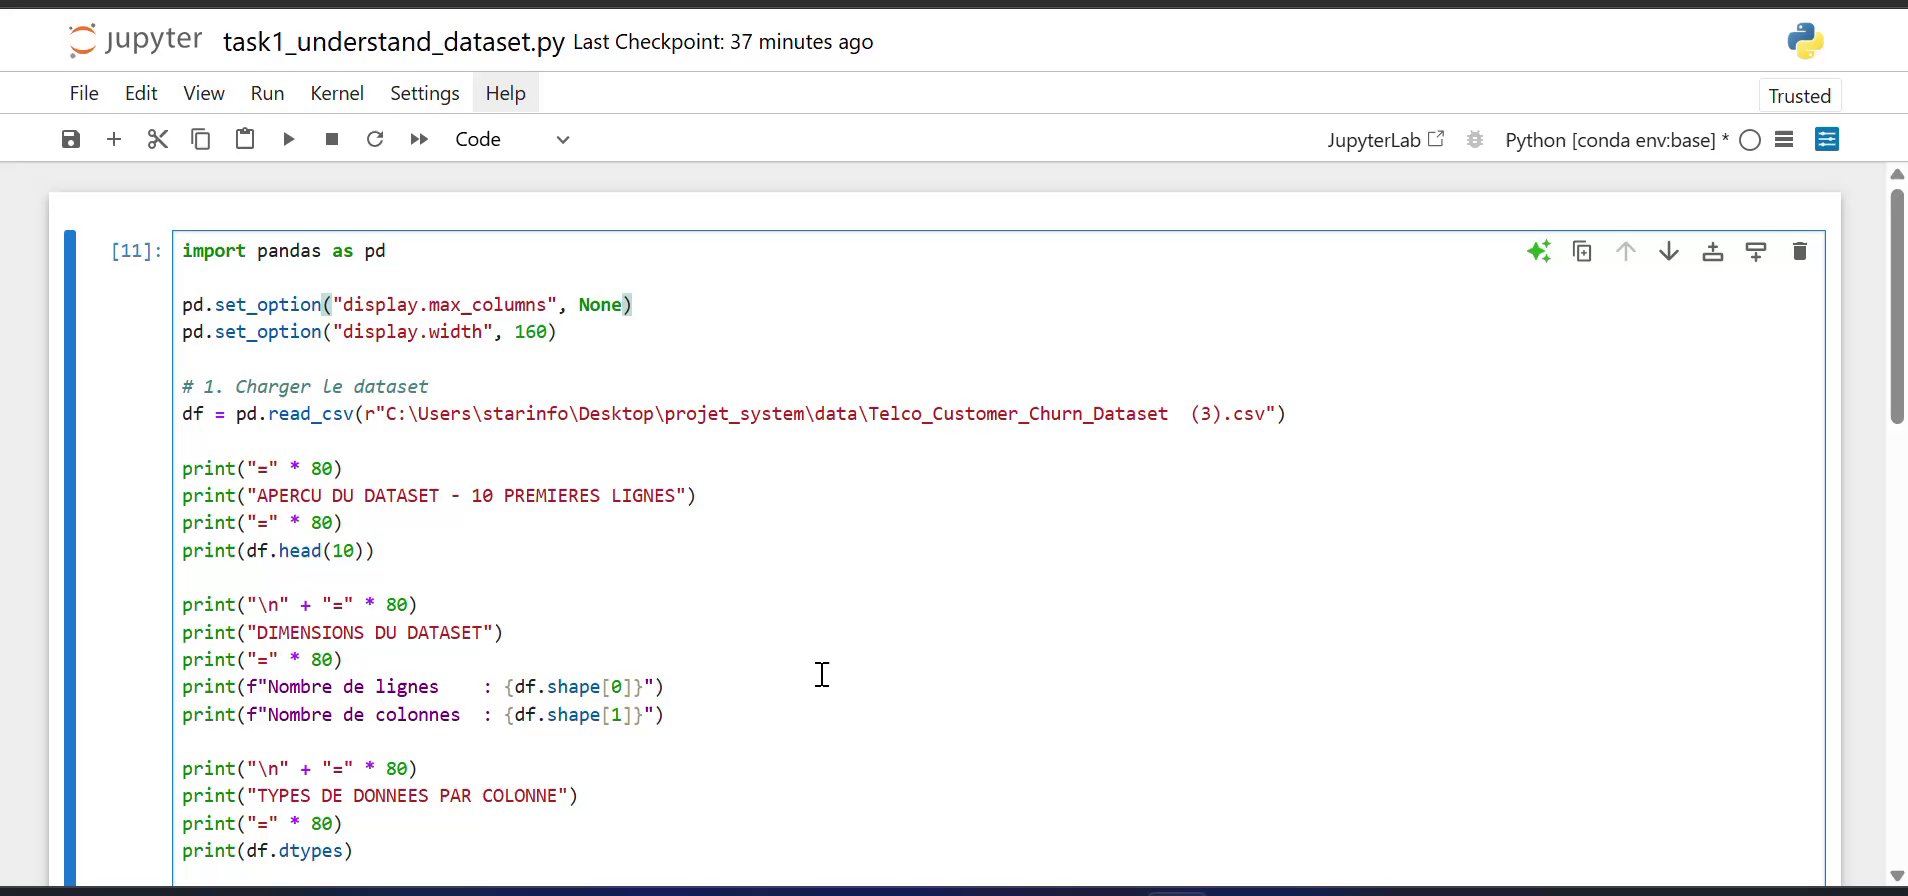 jupyter task1_understand_dataset.py Last Checkpoint: 37 minutes ago
File Edit View Run Kernel Settings Help
Trusted
Code
JupyterLab
Python [conda env:base] *
[11]:
import pandas as pd
pd.set_option("display.max_columns", None)
pd.set_option("display.width", 160)
# 1. Charger le dataset
df = pd.read_csv(r"C:\Users\starinfo\Desktop\projet_system\data\Telco_Customer_Churn_Dataset  (3).csv")
print("=" * 80)
print("APERCU DU DATASET - 10 PREMIERES LIGNES")
print("=" * 80)
print(df.head(10))
print("\n" + "=" * 80)
print("DIMENSIONS DU DATASET")
print("=" * 80)
print(f"Nombre de lignes    : {df.shape[0]}")
print(f"Nombre de colonnes  : {df.shape[1]}")
print("\n" + "=" * 80)
print("TYPES DE DONNEES PAR COLONNE")
print("=" * 80)
print(df.dtypes)